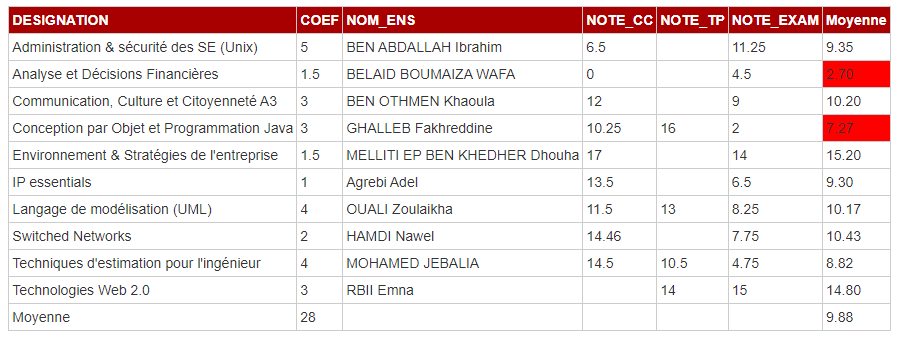 DESIGNATION COEF NOM_ENS NOTE_CC NOTE_TP NOTE_EXAM Moyenne
Administration & sécurité des SE (Unix) 5 BEN ABDALLAH Ibrahim 6.5 11.25 9.35
Analyse et Décisions Financières 1.5 BELAID BOUMAIZA WAFA 0 4.5 2.70
Communication, Culture et Citoyenneté A3 3 BEN OTHMEN Khaoula 12 9 10.20
Conception par Objet et Programmation Java 3 GHALLEB Fakhreddine 10.25 16 2 7.27
Environnement & Stratégies de l'entreprise 1.5 MELLITI EP BEN KHEDHER Dhouha 17 14 15.20
IP essentials 1 Agrebi Adel 13.5 6.5 9.30
Langage de modélisation (UML) 4 OUALI Zoulaikha 11.5 13 8.25 10.17
Switched Networks 2 HAMDI Nawel 14.46 7.75 10.43
Techniques d'estimation pour l'ingénieur 4 MOHAMED JEBALIA 14.5 10.5 4.75 8.82
Technologies Web 2.0 3 RBII Emna 14 15 14.80
Moyenne 28 9.88